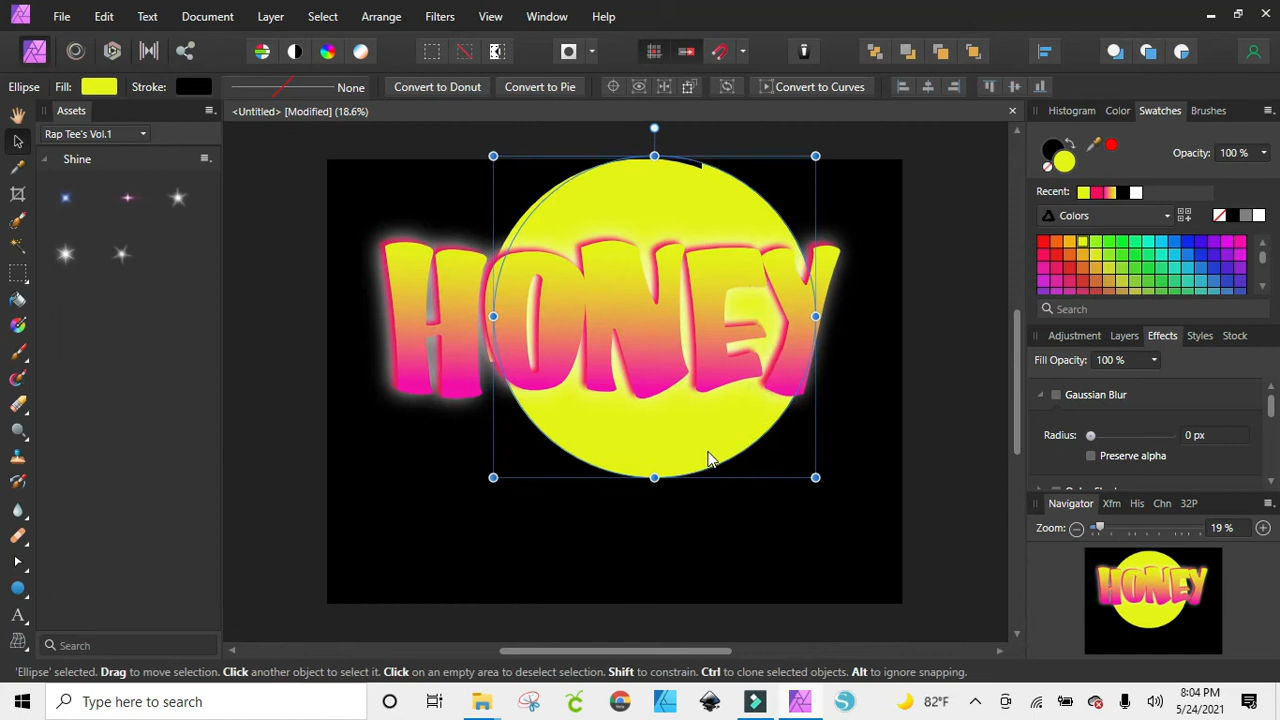 File Edit Text Document Layer Select Arrange Filters View Window Help
Ellipse Fill: Stroke: None Convert to Donut Convert to Pie Convert to Curves
Assets
<Untitled> [Modified] (18.6%)
Histogram Color Swatches Brushes
Rap Tee's Vol.1
Shine
Opacity: 100 %
Recent:
Colors
Search
HONEY
Adjustment Layers Effects Styles Stock
Fill Opacity: 100 %
Gaussian Blur
Radius: 0 px
Preserve alpha
Navigator Xfm His Chn 32P
Zoom: 19 %
HONEY
Search
'Ellipse' selected. Drag to move selection. Click another object to select it. Click on an empty area to deselect selection. Shift to constrain. Ctrl to clone selected objects. Alt to ignore snapping.
Type here to search
82°F
8:04 PM
5/24/2021